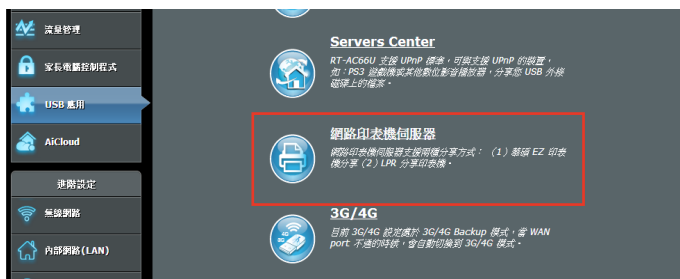 流量管理
家長電腦控制程式
USB 應用
AiCloud
進階設定
無線網路
內部網路(LAN)
Servers Center
RT-AC66U 支援 UPnP 標準，可與支援 UPnP 的裝置，
如：PS3 遊戲機或其他數位影音播放器，分享您 USB 外接
磁碟上的檔案。
網路印表機伺服器
網路印表機伺服器支援兩種分享方式： （1）華碩 EZ 印表
機分享（2）LPR 分享印表機。
3G/4G
目前 3G/4G 設定處於 3G/4G Backup 模式，當 WAN
port 不通的時候，會自動切換到 3G/4G 模式。